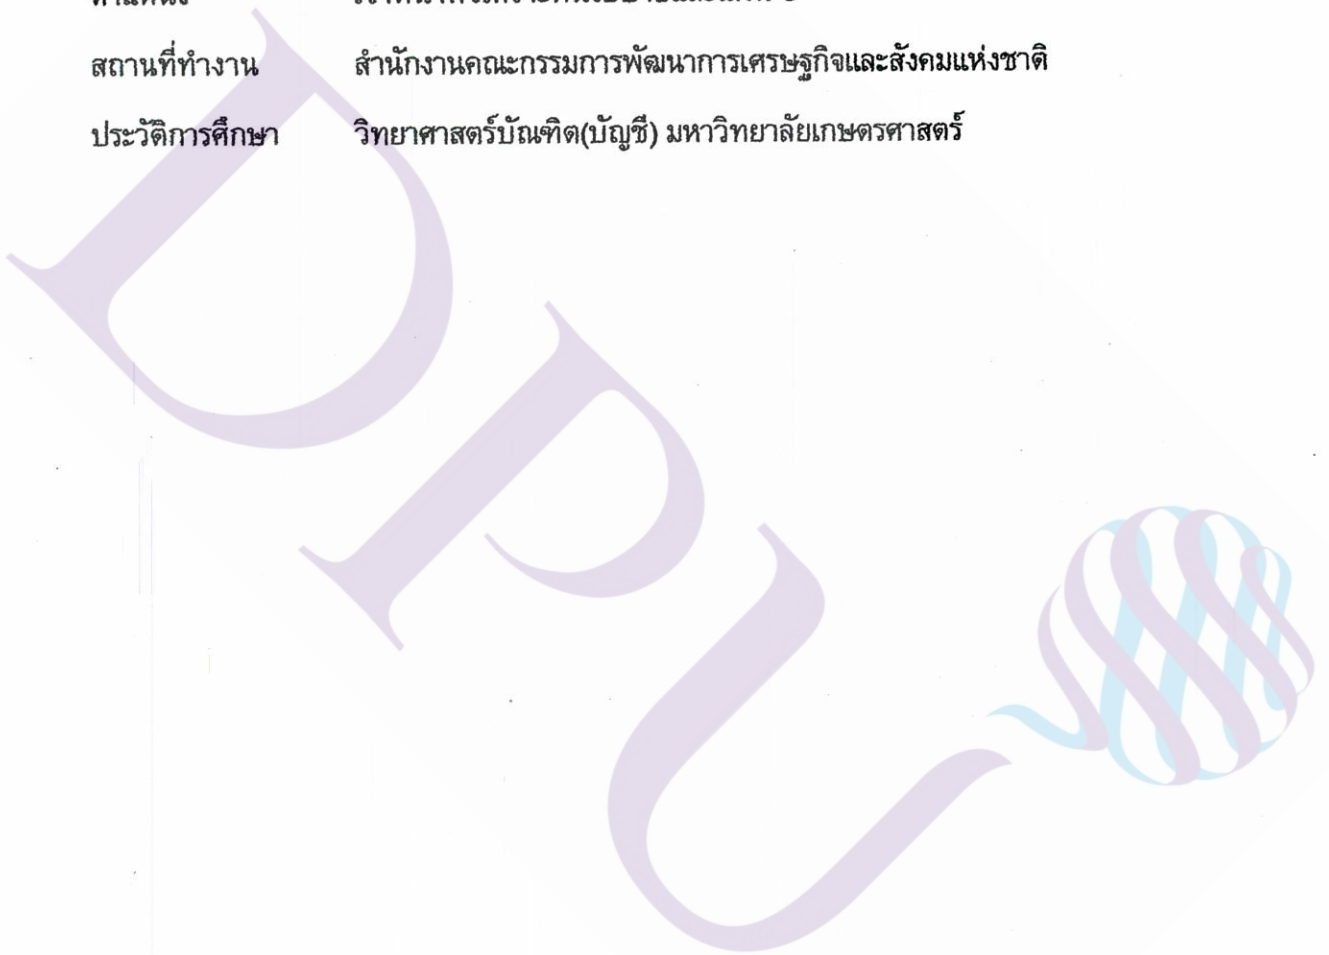 สถานที่ทำงาน สำนักงานคณะกรรมการพัฒนาการเศรษฐกิจและสังคมแห่งชาติ
ประวัติการศึกษา วิทยาศาสตร์บัณฑิต(บัญชี) มหาวิทยาลัยเกษตรศาสตร์
DPU